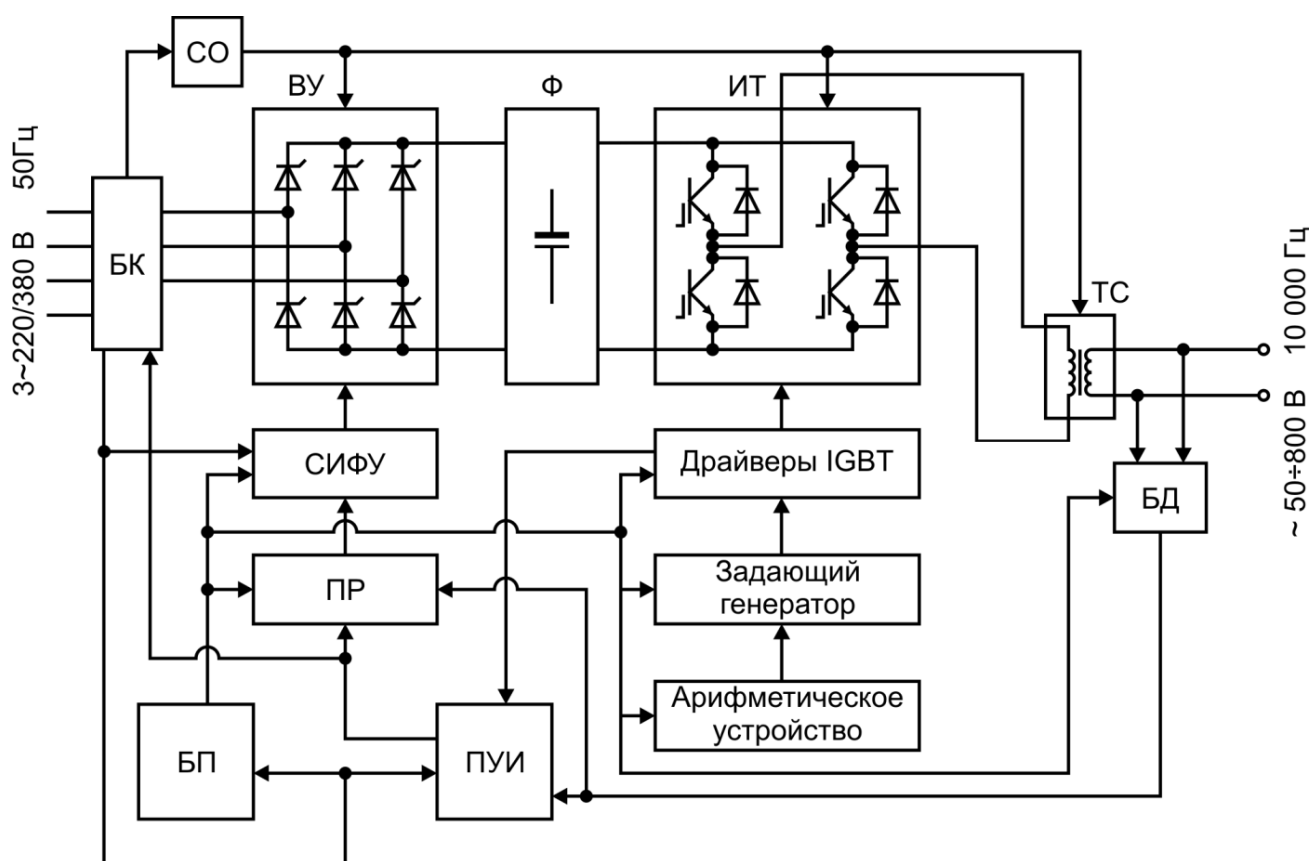 СО
ВУ
Ф
ИТ
50Гц
3~220/380 В
БК
ТС
10 000 Гц
~ 50÷800 В
СИФУ
Драйверы IGBT
БД
ПР
Задающий
генератор
Арифметическое
устройство
БП
ПУИ